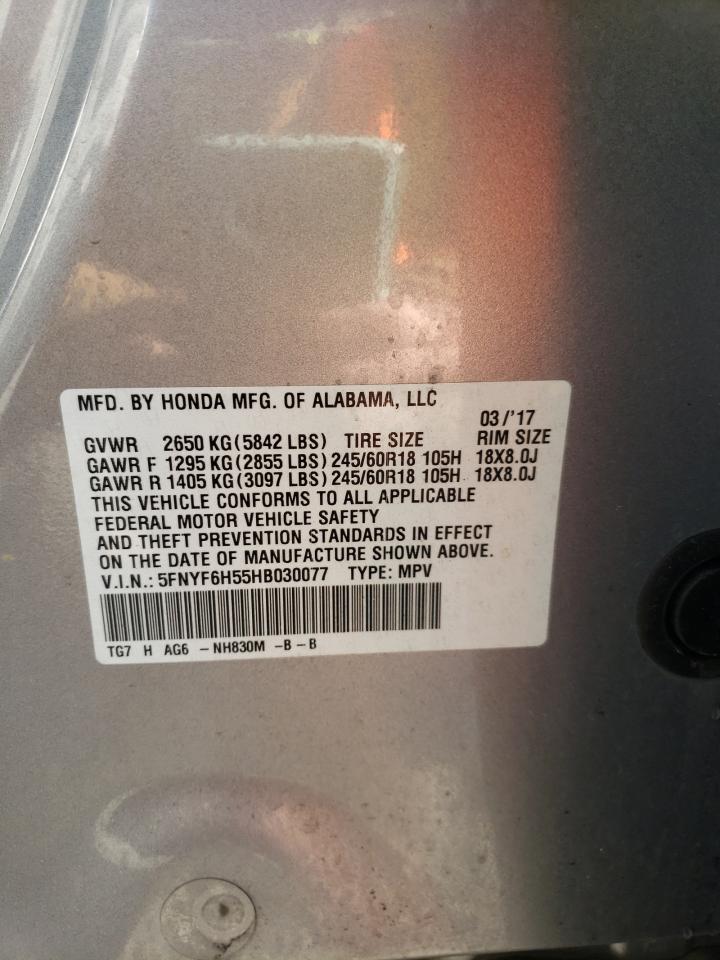 MFD. BY HONDA MFG. OF ALABAMA, LLC
03/'17
GVWR 2650 KG (5842 LBS) TIRE SIZE RIM SIZE
GAWR F 1295 KG (2855 LBS) 245/60R18 105H 18X8.0J
GAWR R 1405 KG (3097 LBS) 245/60R18 105H 18X8.0J
THIS VEHICLE CONFORMS TO ALL APPLICABLE
FEDERAL MOTOR VEHICLE SAFETY
AND THEFT PREVENTION STANDARDS IN EFFECT
ON THE DATE OF MANUFACTURE SHOWN ABOVE.
V.I.N.: 5FNYF6H55HB030077 TYPE: MPV
TG7 H AG6 -NH830M -B-B